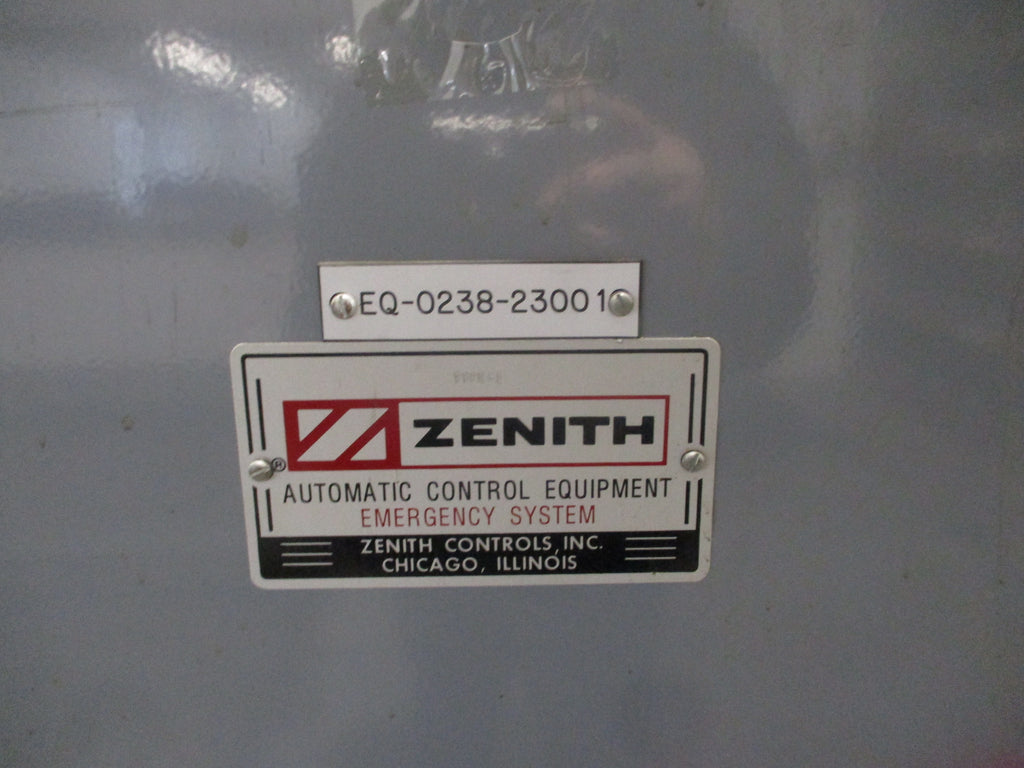 EQ-0238-23001
ZENITH
®
AUTOMATIC CONTROL EQUIPMENT
EMERGENCY SYSTEM
ZENITH CONTROLS, INC.
CHICAGO, ILLINOIS